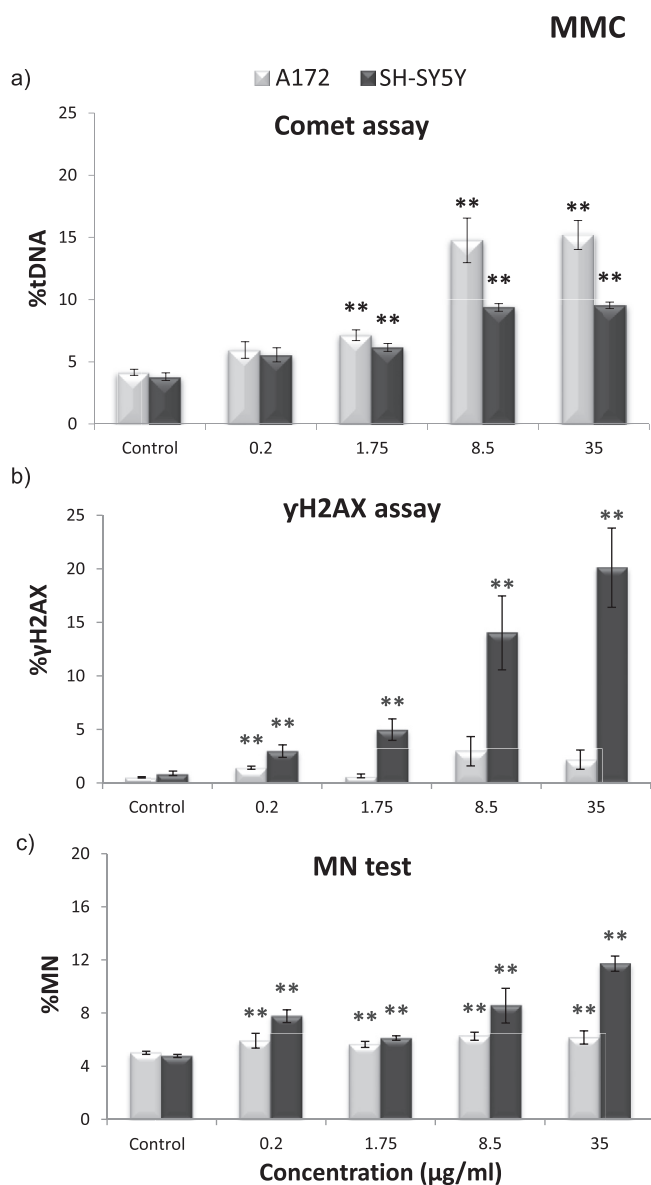 MMC
a)
A172 SH-SY5Y
Comet assay
25
20
15
10
5
0
%tDNA
** ** ** ** ** **
Control 0.2 1.75 8.5 35
b)
γH2AX assay
25
20
15
10
5
0
%γH2AX
** ** ** ** **
Control 0.2 1.75 8.5 35
c)
MN test
20
16
12
8
4
0
%MN
** ** ** ** ** ** ** **
Control 0.2 1.75 8.5 35
Concentration (μg/ml)